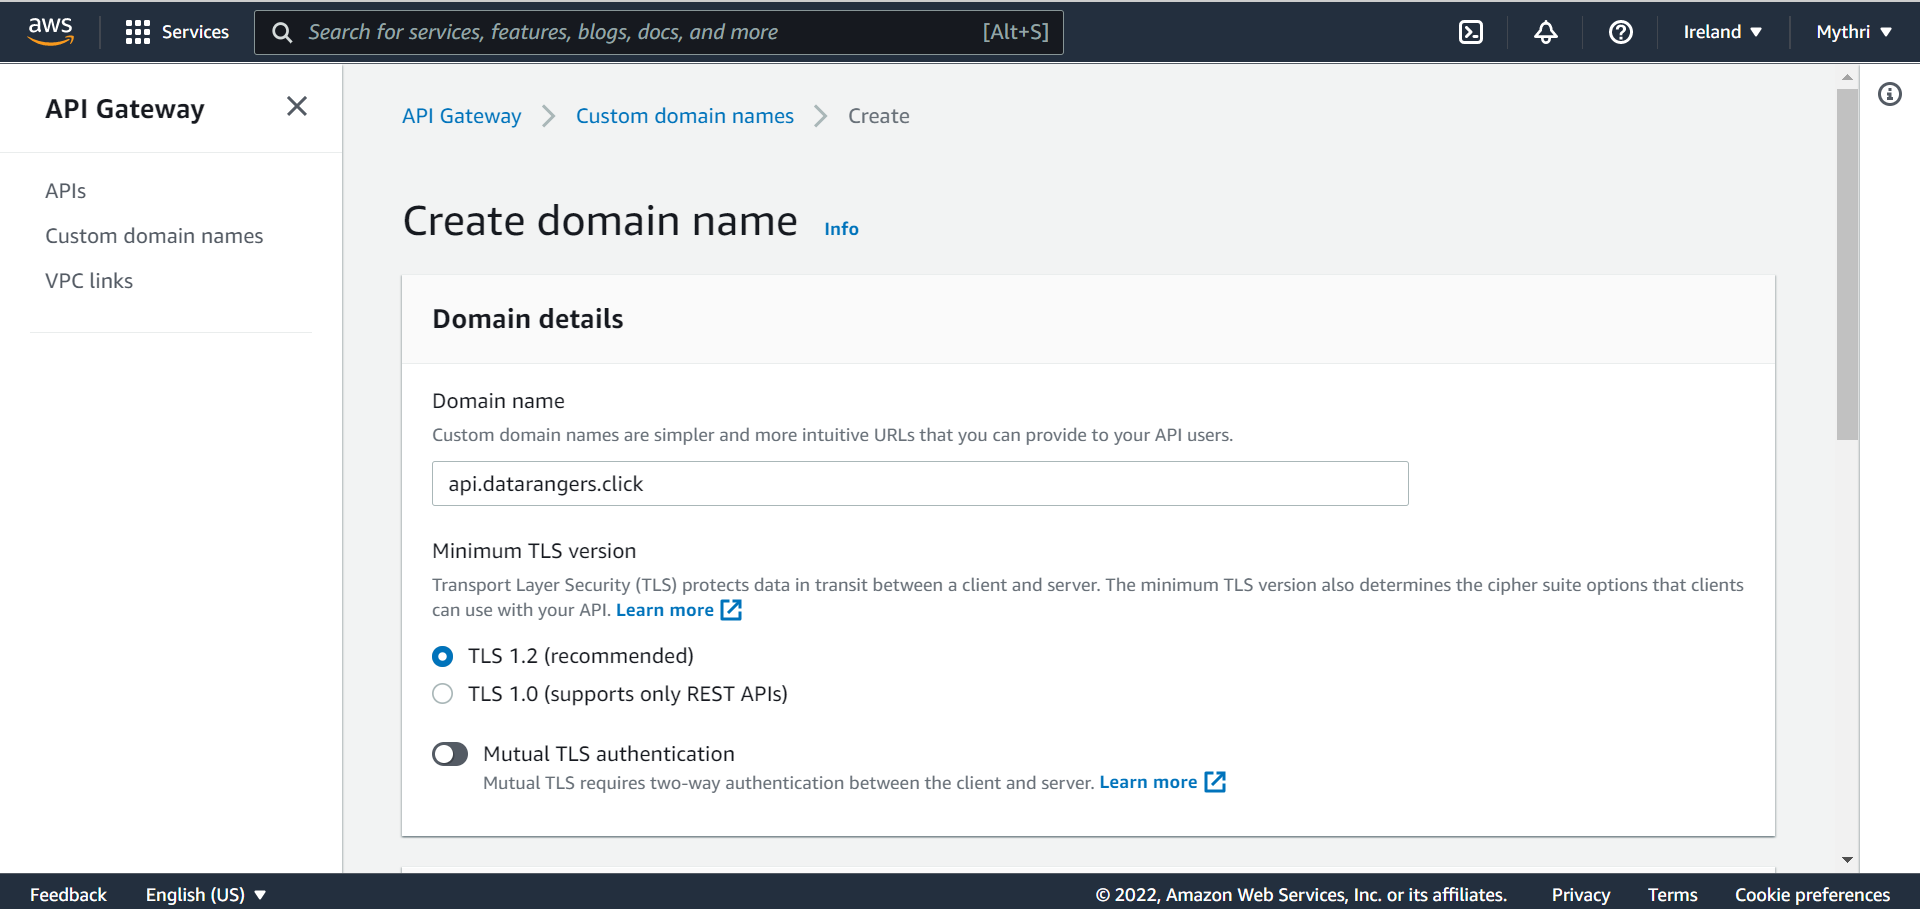 aws
Services
Search for services, features, blogs, docs, and more
[Alt+S]
Ireland
Mythri
API Gateway
APIs
Custom domain names
VPC links
API Gateway
Custom domain names
Create
Create domain name
Info
Domain details
Domain name
Custom domain names are simpler and more intuitive URLs that you can provide to your API users.
api.datarangers.click
Minimum TLS version
Transport Layer Security (TLS) protects data in transit between a client and server. The minimum TLS version also determines the cipher suite options that clients
can use with your API. Learn more
TLS 1.2 (recommended)
TLS 1.0 (supports only REST APIs)
Mutual TLS authentication
Mutual TLS requires two-way authentication between the client and server. Learn more
Feedback
English (US)
© 2022, Amazon Web Services, Inc. or its affiliates.
Privacy
Terms
Cookie preferences